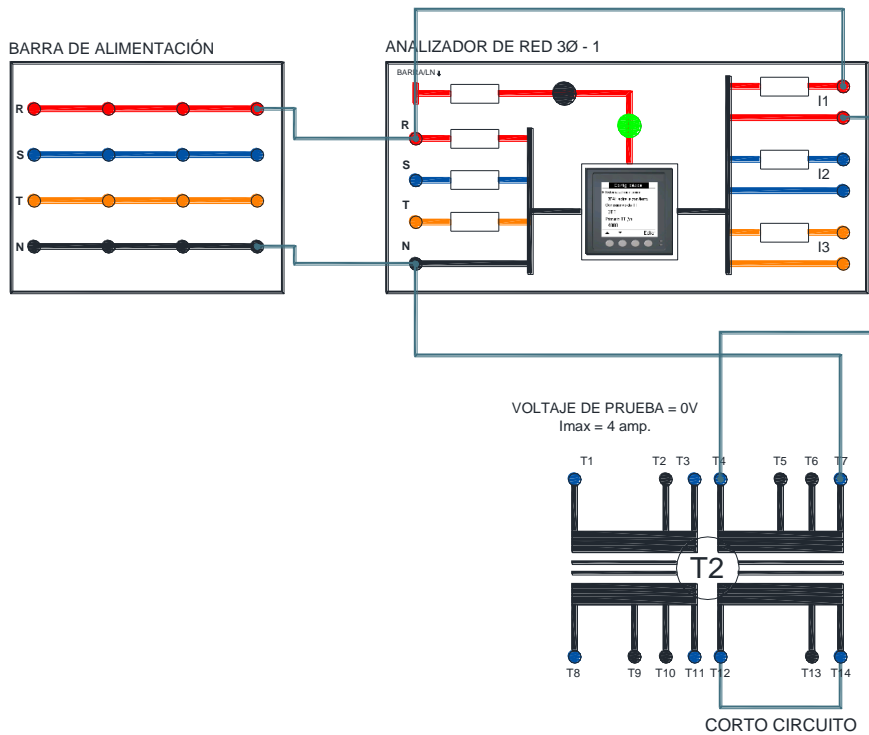 BARRA DE ALIMENTACIÓN
R
S
T
N
ANALIZADOR DE RED 3Ø - 1
BARRA/LN
R
S
T
N
I1
I2
I3
Edic
VOLTAJE DE PRUEBA = 0V
Imax = 4 amp.
T1
T2
T3
T4
T5
T6
T7
T2
T8
T9
T10
T11
T12
T13
T14
CORTO CIRCUITO